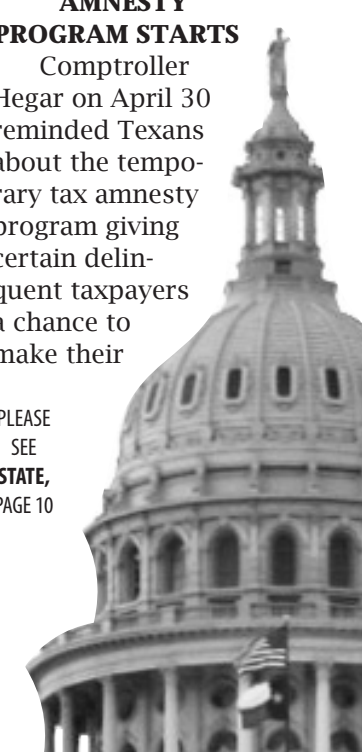 AMNESTY
PROGRAM STARTS
Comptroller
Hegar on April 30
reminded Texans
about the tempo-
rary tax amnesty
program giving
certain delin-
quent taxpayers
a chance to
make their
PLEASE
SEE
STATE,
PAGE 10